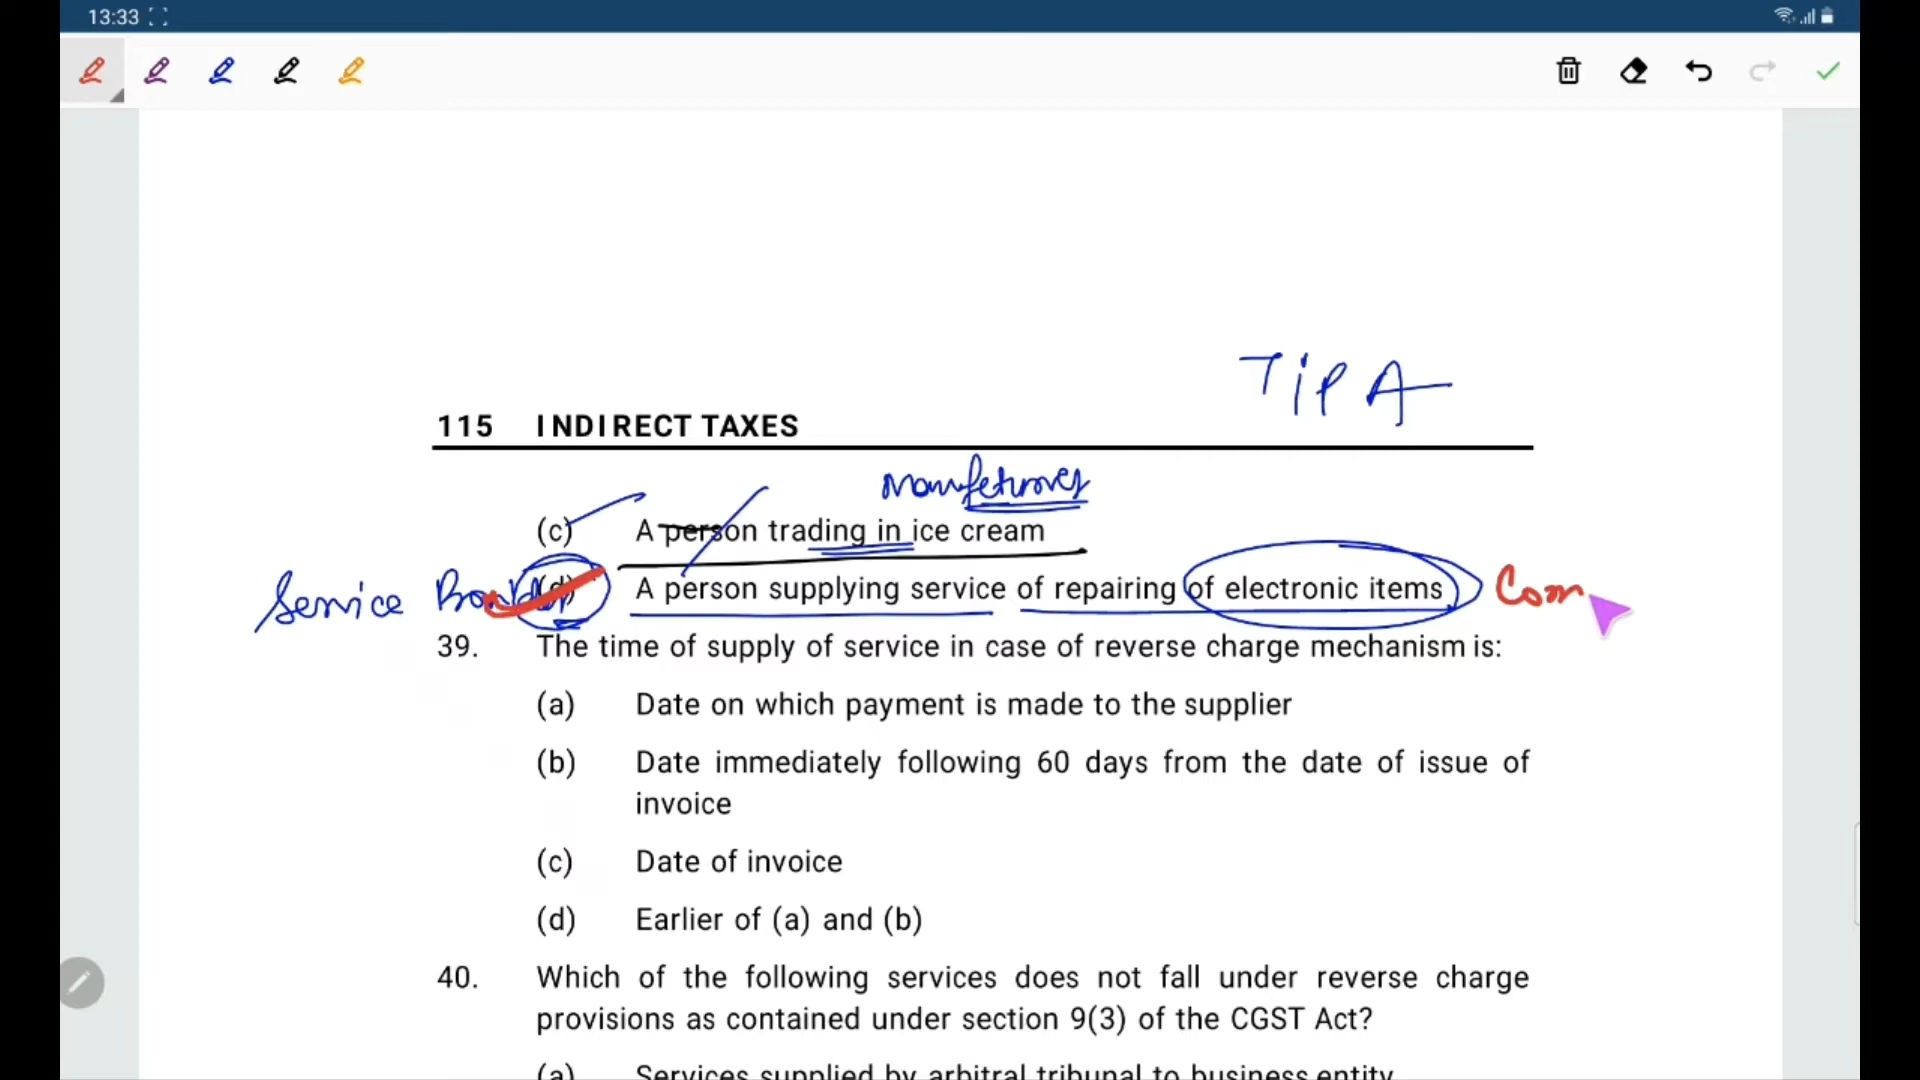 13:33
TiP A
115 INDIRECT TAXES
(c) A person trading in ice cream
(d) A person supplying service of repairing of electronic items Com
Service
39. The time of supply of service in case of reverse charge mechanism is:
(a) Date on which payment is made to the supplier
(b) Date immediately following 60 days from the date of issue of
invoice
(c) Date of invoice
(d) Earlier of (a) and (b)
40. Which of the following services does not fall under reverse charge
provisions as contained under section 9(3) of the CGST Act?
(a) Services supplied by arbitral tribunal to business entity